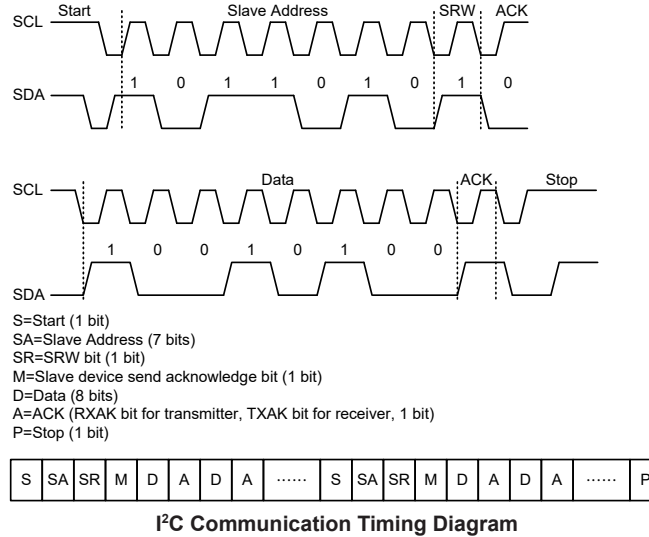 Start Slave Address SRW ACK
SCL
1 0 1 1 0 1 0 1 0
SDA
Data ACK Stop
SCL
1 0 0 1 0 1 0 0
SDA
S=Start (1 bit)
SA=Slave Address (7 bits)
SR=SRW bit (1 bit)
M=Slave device send acknowledge bit (1 bit)
D=Data (8 bits)
A=ACK (RXAK bit for transmitter, TXAK bit for receiver, 1 bit)
P=Stop (1 bit)
S SA SR M D A D A ...... S SA SR M D A D A ...... P
I²C Communication Timing Diagram